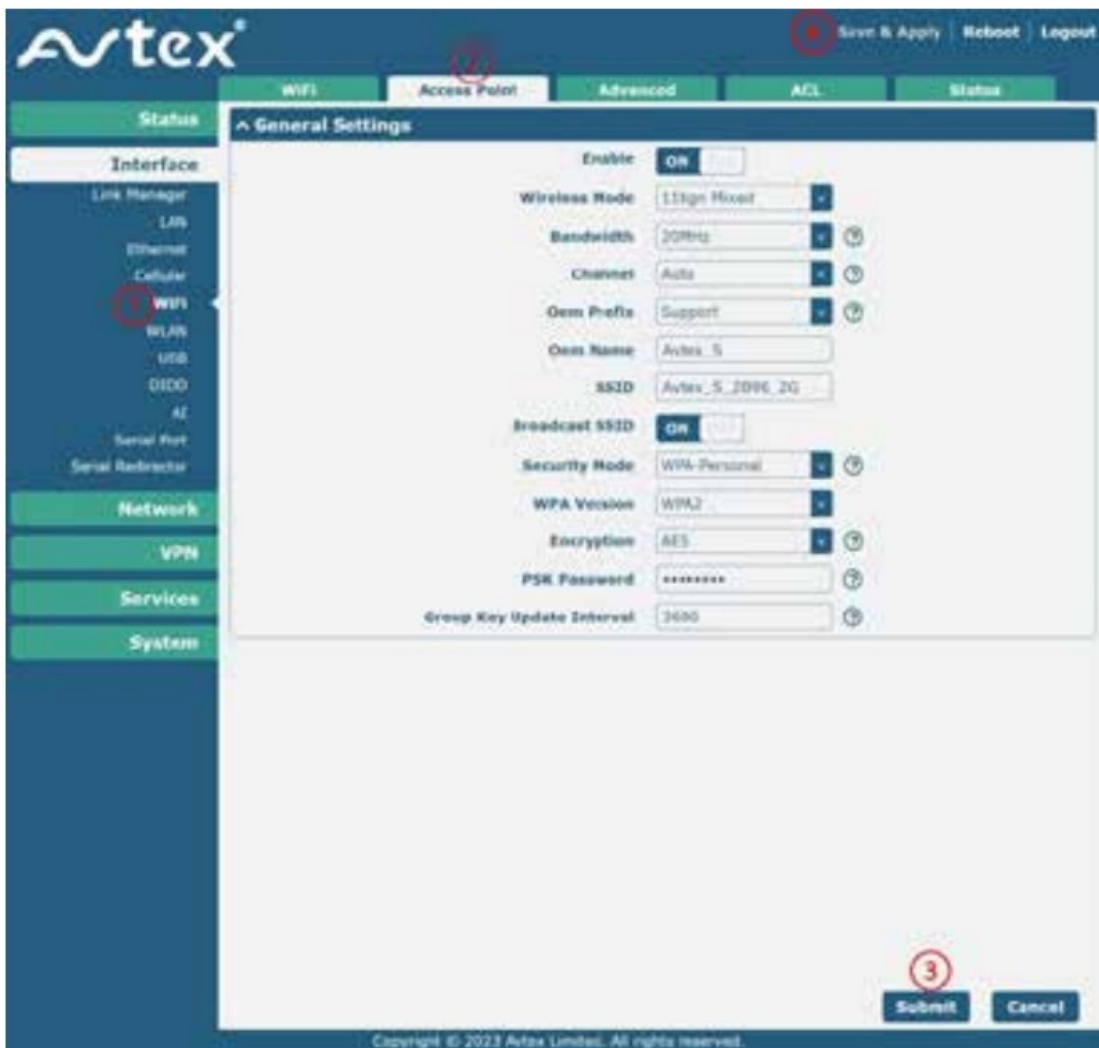 Avtex
Save & Apply | Reboot | Logout
WiFi Access Point Advanced ACL Status
2
Status
Interface
Link Manager
LAN
Ethernet
Cellular
1 WiFi
WLAN
USB
DIDO
AI
Serial Port
Serial Redirector
Network
VPN
Services
System
^ General Settings
Enable ON
Wireless Mode 11bgn Mixed
Bandwidth 20MHz ?
Channel Auto ?
Oem Prefix Support ?
Oem Name Avtex_S
SSID
Broadcast SSID ON
Security Mode WPA-Personal ?
WPA Version WPA2
Encryption AES ?
PSK Password •••••••• ?
Group Key Update Interval 3600 ?
3
Submit Cancel
Copyright © 2023 Avtex Limited. All rights reserved.